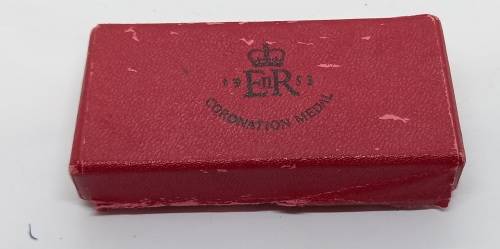 19 EIIR 53
CORONATION MEDAL